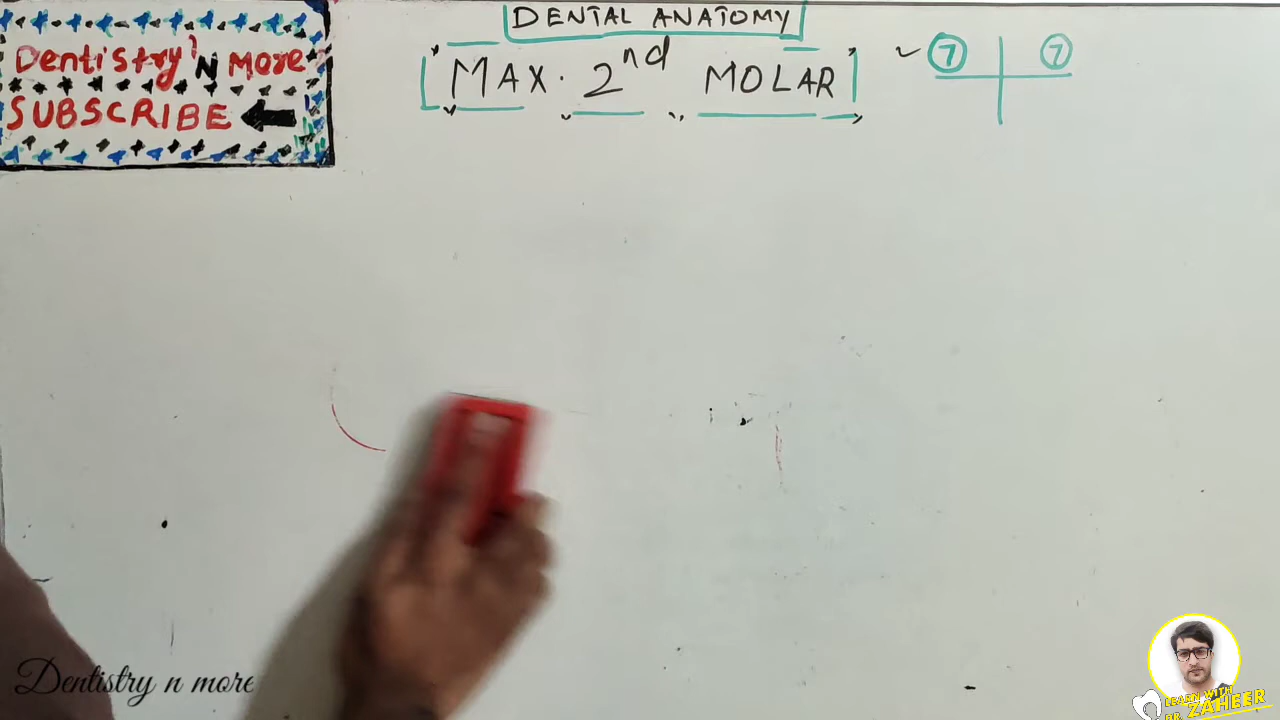 DENTAL ANATOMY
Dentistry'N More
SUBSCRIBE
MAX. 2nd MOLAR
7 7
Dentistry n more
LEARN WITH
DR. ZAHEER